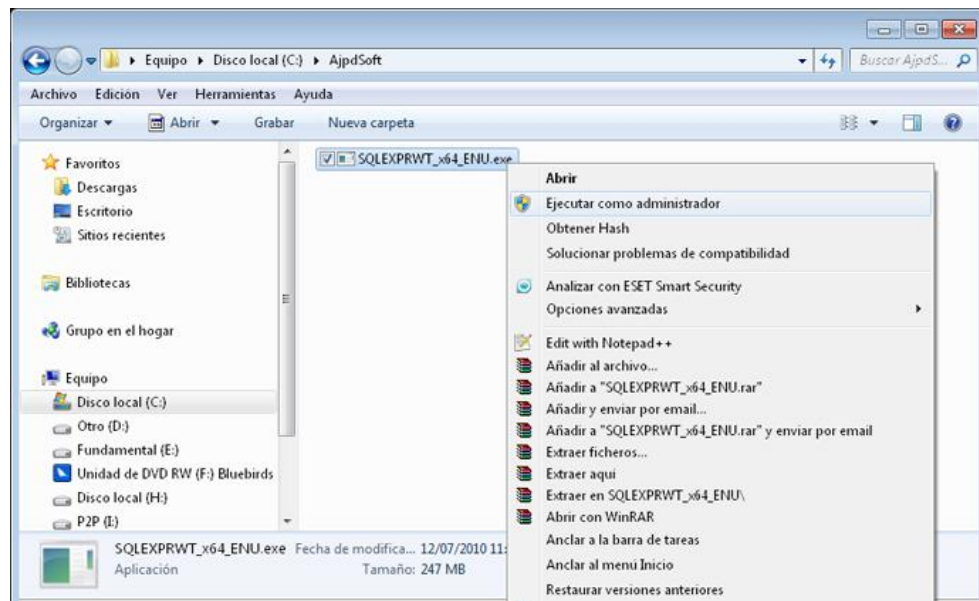 Equipo ▸ Disco local (C:) ▸ AjpdSoft
Buscar AjpdS...
Archivo Edición Ver Herramientas Ayuda
Organizar Abrir Grabar Nueva carpeta
Favoritos
Descargas
Escritorio
Sitios recientes
Bibliotecas
Grupo en el hogar
Equipo
Disco local (C:)
Otro (D:)
Fundamental (E:)
Unidad de DVD RW (F:) Bluebirds
Disco local (H:)
P2P (I:)
SQLEXPRWT_x64_ENU.exe
Abrir
Ejecutar como administrador
Obtener Hash
Solucionar problemas de compatibilidad
Analizar con ESET Smart Security
Opciones avanzadas
Edit with Notepad++
Añadir al archivo...
Añadir a "SQLEXPRWT_x64_ENU.rar"
Añadir y enviar por email...
Añadir a "SQLEXPRWT_x64_ENU.rar" y enviar por email
Extraer ficheros...
Extraer aquí
Extraer en SQLEXPRWT_x64_ENU\
Abrir con WinRAR
Anclar a la barra de tareas
Anclar al menú Inicio
Restaurar versiones anteriores
SQLEXPRWT_x64_ENU.exe Fecha de modifica... 12/07/2010 11:
Aplicación Tamaño: 247 MB